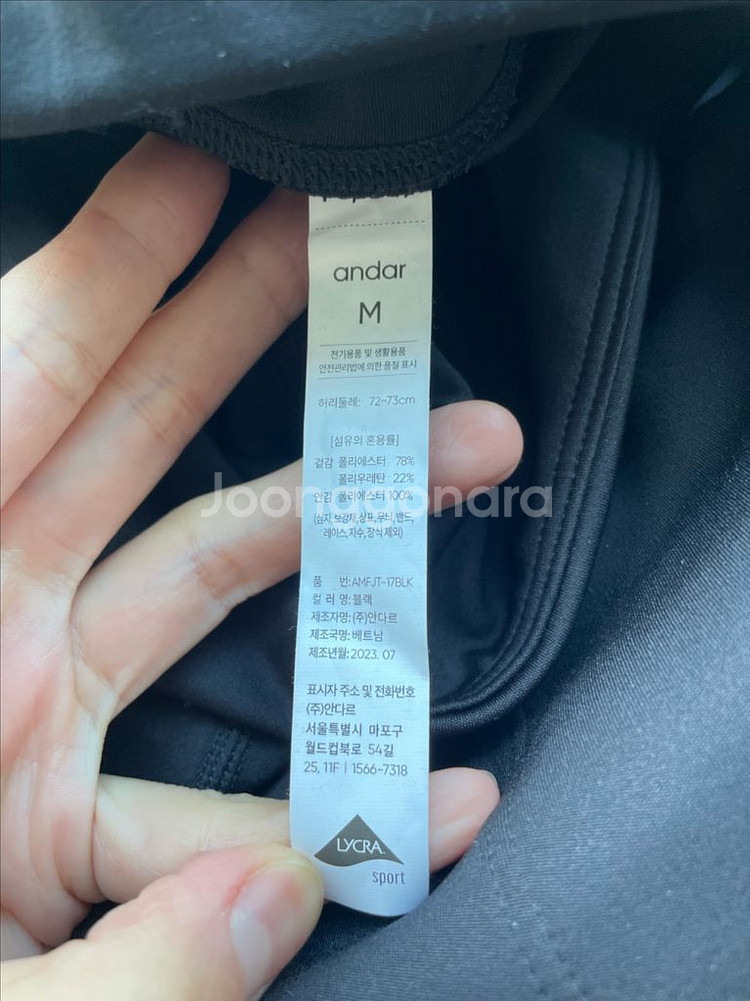 andar
M
전기용품 및 생활용품
안전관리법에 의한 품질 표시
허리둘레: 72~73cm
[섬유의 혼용률]
겉감 폴리에스터 78%
폴리우레탄 22%
안감 폴리에스터 100%
Joonggonara
(심지,보강재,상표,무늬,밴드,
레이스,자수,장식 제외)
품 번:AMFJT-17BLK
컬 러 명:블랙
제조자명:(주)안다르
제조국명:베트남
제조년월:2023. 07
표시자 주소 및 전화번호
(주)안다르
서울특별시 마포구
월드컵북로 54길
25, 11F | 1566-7318
LYCRA
sport